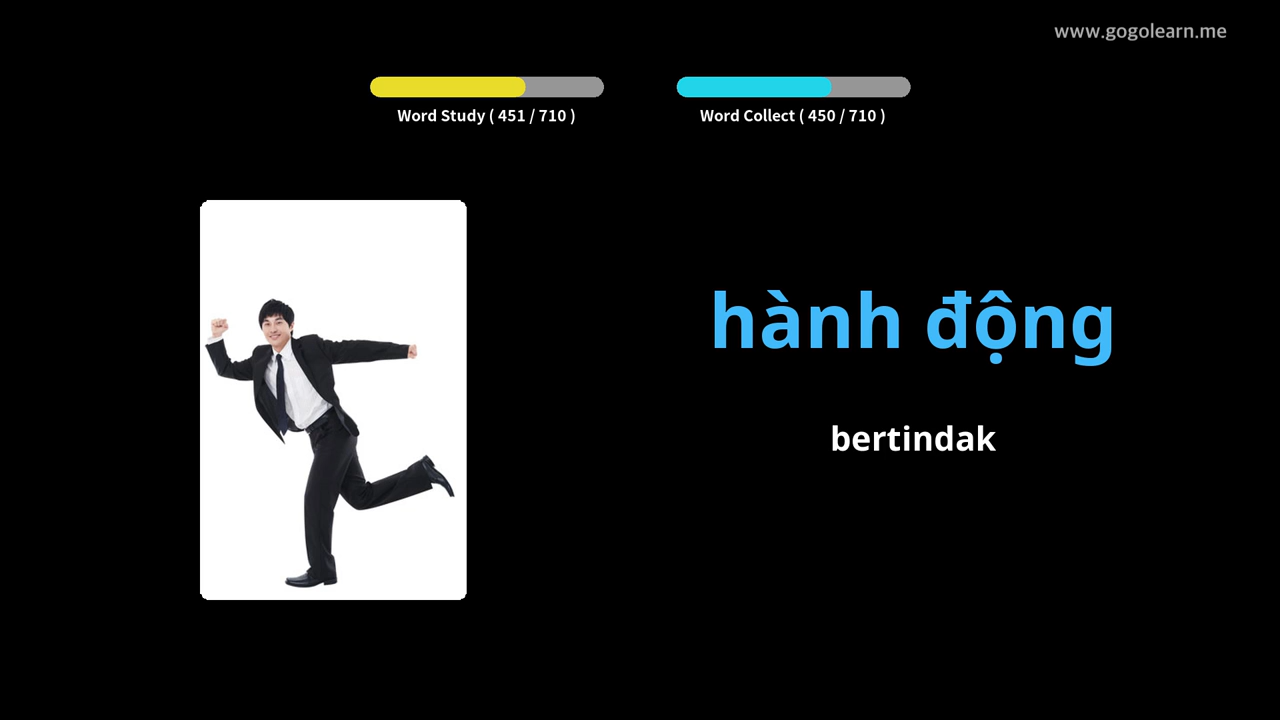 www.gogolearn.me
Word Study ( 451 / 710 )
Word Collect ( 450 / 710 )
hành động
bertindak